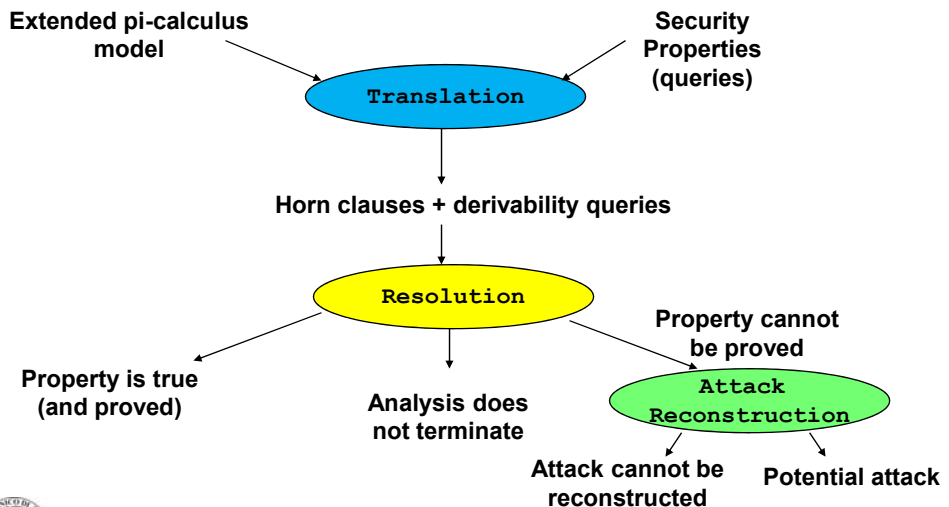 Extended pi-calculus
model
Security
Properties
(queries)
Translation
Horn clauses + derivability queries
Resolution
Property cannot
be proved
Property is true
(and proved)
Analysis does
not terminate
Attack
Reconstruction
Attack cannot be
reconstructed
Potential attack